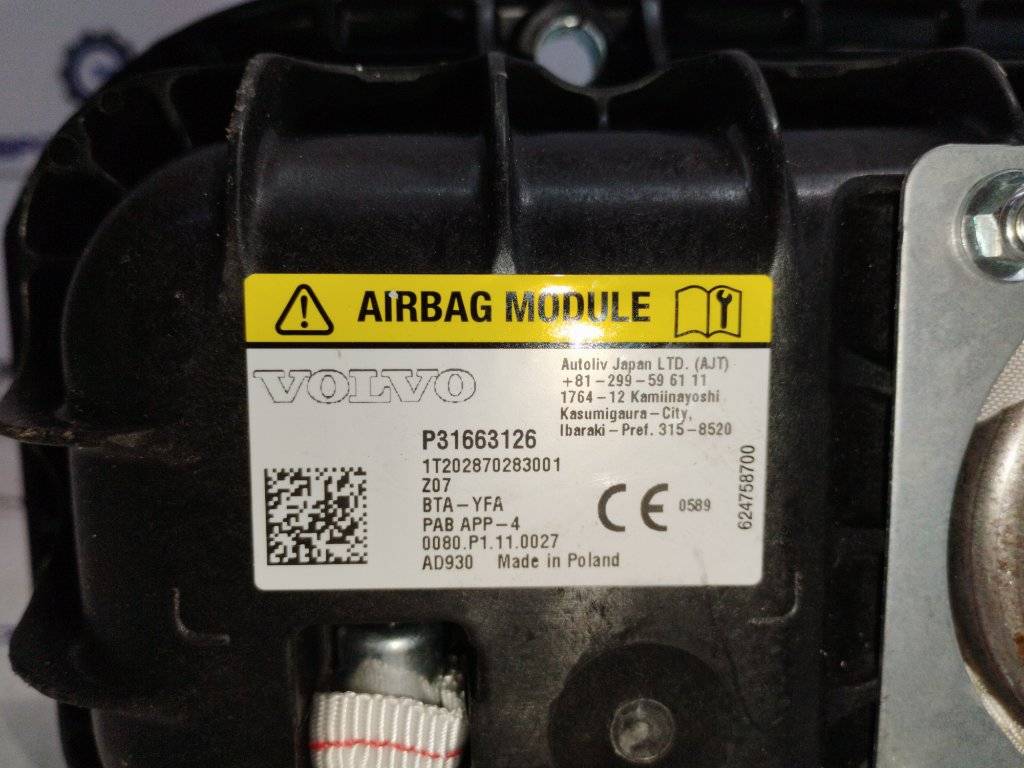 AIRBAG MODULE
VOLVO
Autoliv Japan LTD. (AJT)
+81-299-59 61 11
1764-12 Kamiinayoshi
Kasumigaura-City,
Ibaraki-Pref. 315-8520
P31663126
1T202870283001
Z07
BTA-YFA
PAB APP-4
0080.P1.11.0027
AD930 Made in Poland
CE 0589
624758700